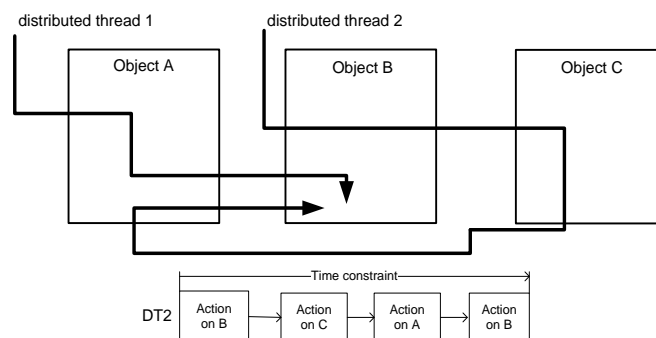 distributed thread 1
distributed thread 2
Object A
Object B
Object C
Time constraint
DT2
Action
on B
Action
on C
Action
on A
Action
on B